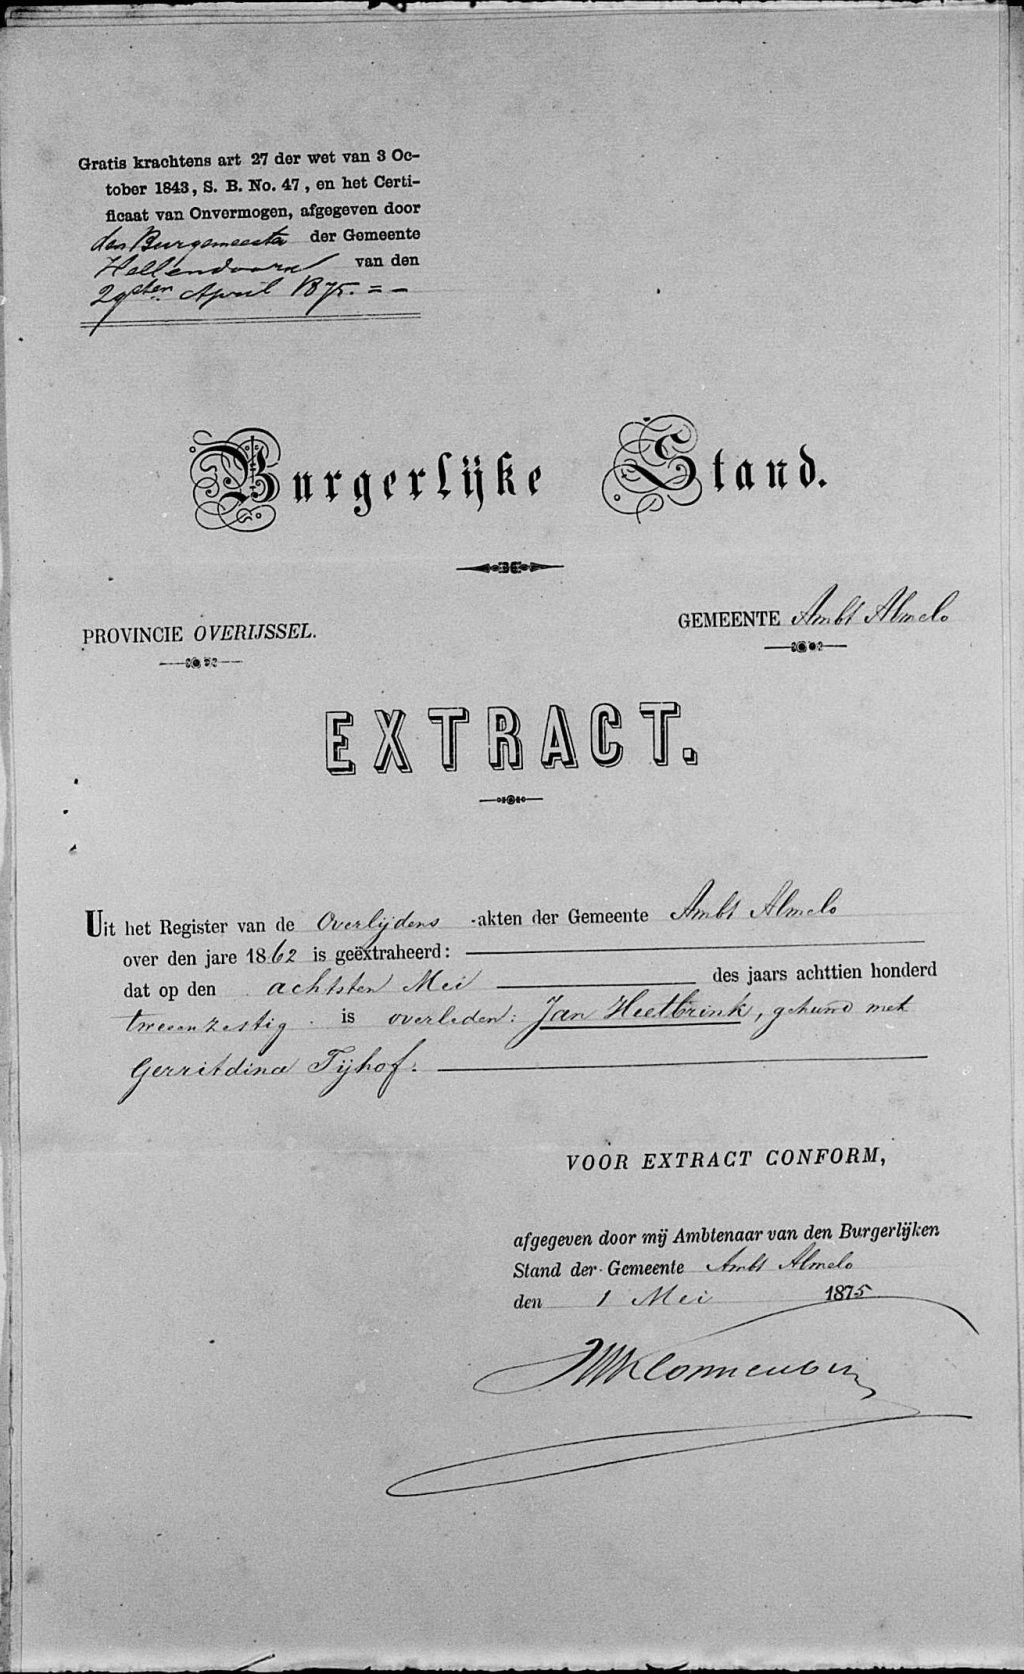 Gratis krachtens art 27 der wet van 3 Oc-
tober 1843, S. B. No. 47, en het Certi-
ficaat van Onvermogen, afgegeven door
den Burgemeester der Gemeente
Hellendoorn van den
29sten April 1875. = -
Burgerlijke Stand.
PROVINCIE OVERIJSSEL.
GEMEENTE Ambt Almelo
EXTRACT.
Uit het Register van de Overlijdens -akten der Gemeente Ambt Almelo
over den jare 1862 is geëxtraheerd:
dat op den achtsten Mei des jaars achttien honderd
tweeenzestig is overleden: Jan Heetbrink, gehuwd met
Gerritdina Tijhof.
VOOR EXTRACT CONFORM,
afgegeven door mij Ambtenaar van den Burgerlijken
Stand der Gemeente Ambt Almelo
den 1 Mei 1875